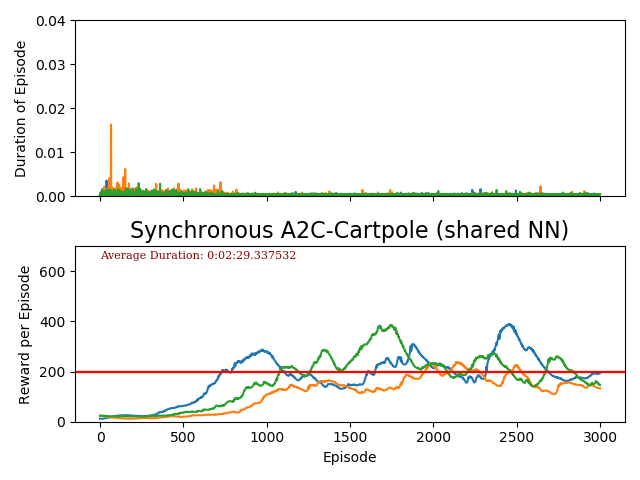 0.04
0.03
0.02
0.01
0.00
Duration of Episode
Synchronous A2C-Cartpole (shared NN)
Average Duration: 0:02:29.337532
600
400
200
0
Reward per Episode
0 500 1000 1500 2000 2500 3000
Episode